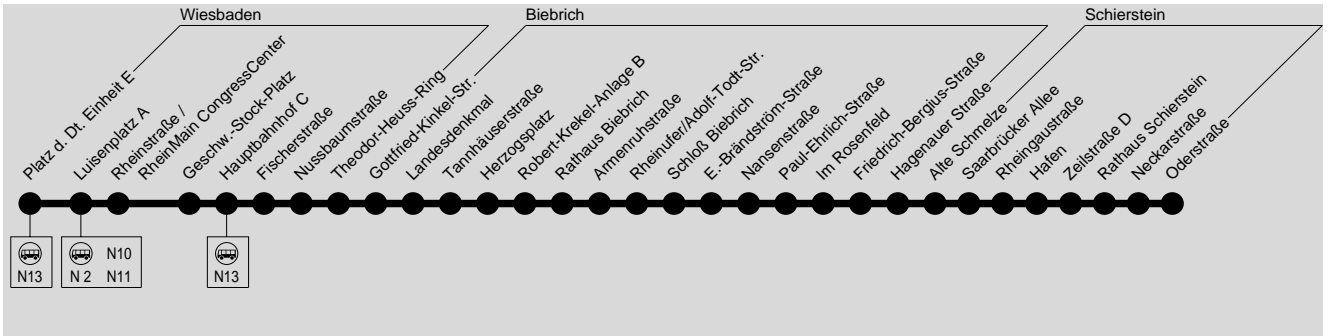 Wiesbaden
Biebrich
Schierstein
Platz d. Dt. Einheit E
Luisenplatz A
Rheinstraße /
RheinMain CongressCenter
Geschw.-Stock-Platz
Hauptbahnhof C
Fischerstraße
Nussbaumstraße
Theodor-Heuss-Ring
Gottfried-Kinkel-Str.
Landesdenkmal
Tannhäuserstraße
Herzogsplatz
Robert-Krekel-Anlage B
Rathaus Biebrich
Armenruhstraße
Rheinufer/Adolf-Todt-Str.
Schloß Biebrich
E.-Brändström-Straße
Nansenstraße
Paul-Ehrlich-Straße
Im Rosenfeld
Friedrich-Bergius-Straße
Hagenauer Straße
Alte Schmelze
Saarbrücker Allee
Rheingaustraße
Hafen
Zeilstraße D
Rathaus Schierstein
Neckarstraße
Oderstraße
N13
N10
N 2 N11
N13